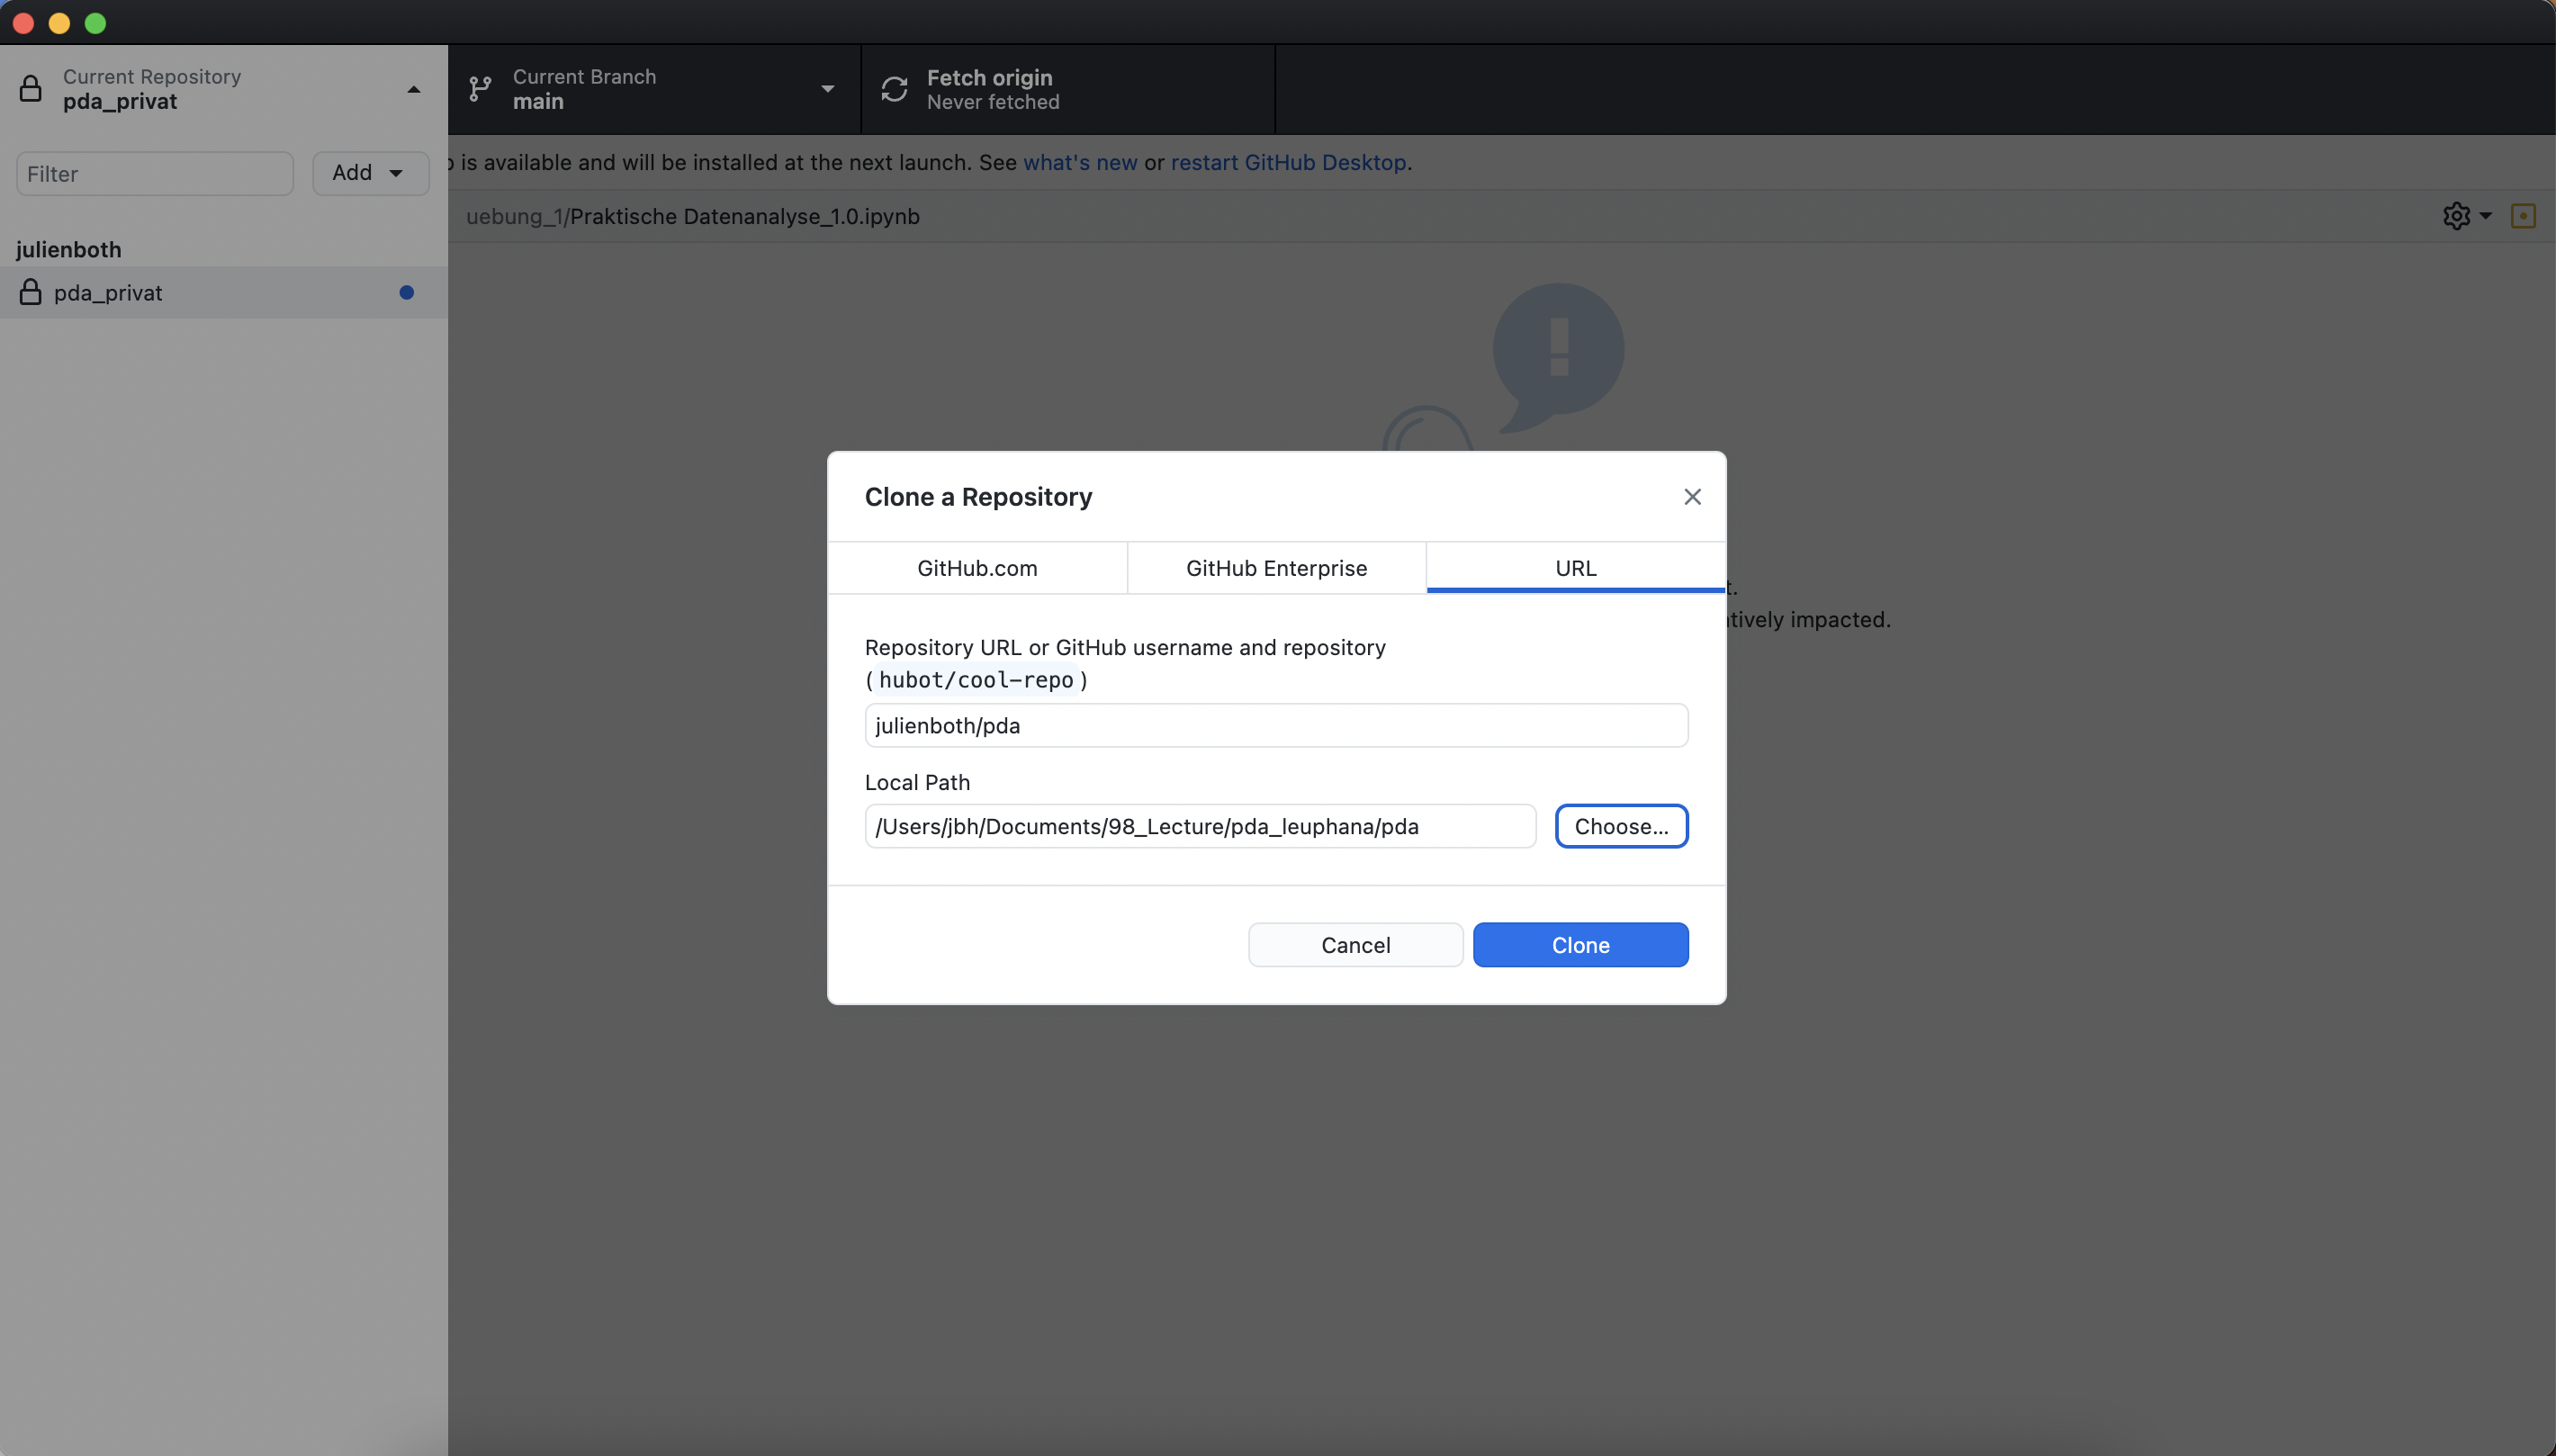 Current Repository
pda_privat
Current Branch
main
Fetch origin
Never fetched
Filter
Add
is available and will be installed at the next launch. See what's new or restart GitHub Desktop.
uebung_1/Praktische Datenanalyse_1.0.ipynb
julienboth
pda_privat
Clone a Repository
GitHub.com
GitHub Enterprise
URL
t.
tively impacted.
Repository URL or GitHub username and repository
(hubot/cool-repo)
julienboth/pda
Local Path
/Users/jbh/Documents/98_Lecture/pda_leuphana/pda
Choose...
Cancel
Clone